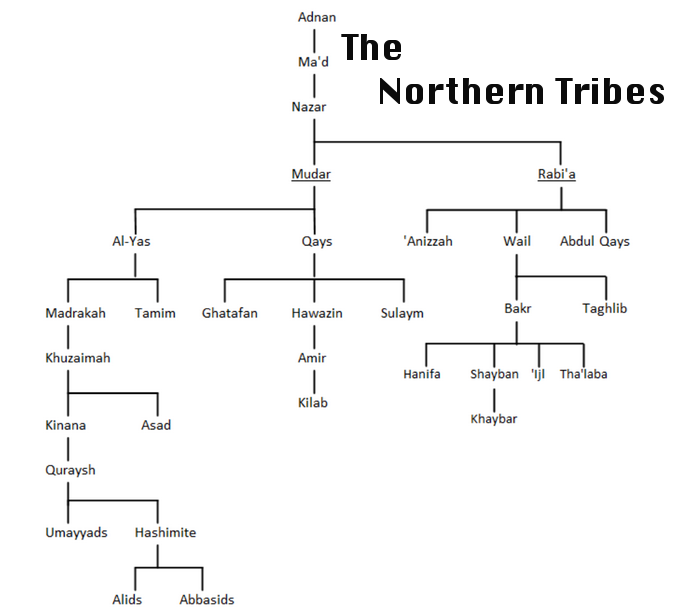 Adnan
The
Ma'd
Northern Tribes
Nazar
Mudar
Rabi'a
Al-Yas
Qays
'Anizzah
Wail
Abdul Qays
Madrakah
Tamim
Ghatafan
Hawazin
Sulaym
Bakr
Taghlib
Khuzaimah
Amir
Hanifa
Shayban
'Ijl
Tha'laba
Kilab
Khaybar
Kinana
Asad
Quraysh
Umayyads
Hashimite
Alids
Abbasids